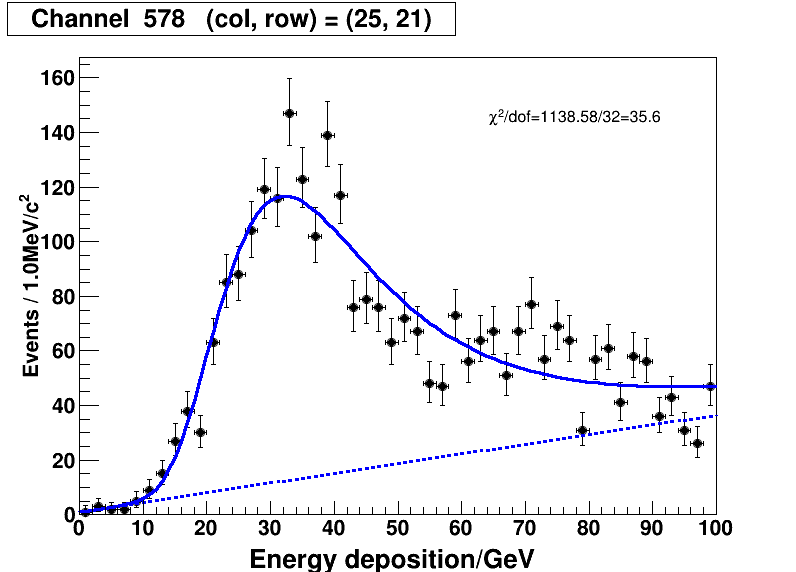 Channel 578 (col, row) = (25, 21)
χ²/dof=1138.58/32=35.6
Events / 1.0MeV/c²
160
140
120
100
80
60
40
20
0
0 10 20 30 40 50 60 70 80 90 100
Energy deposition/GeV